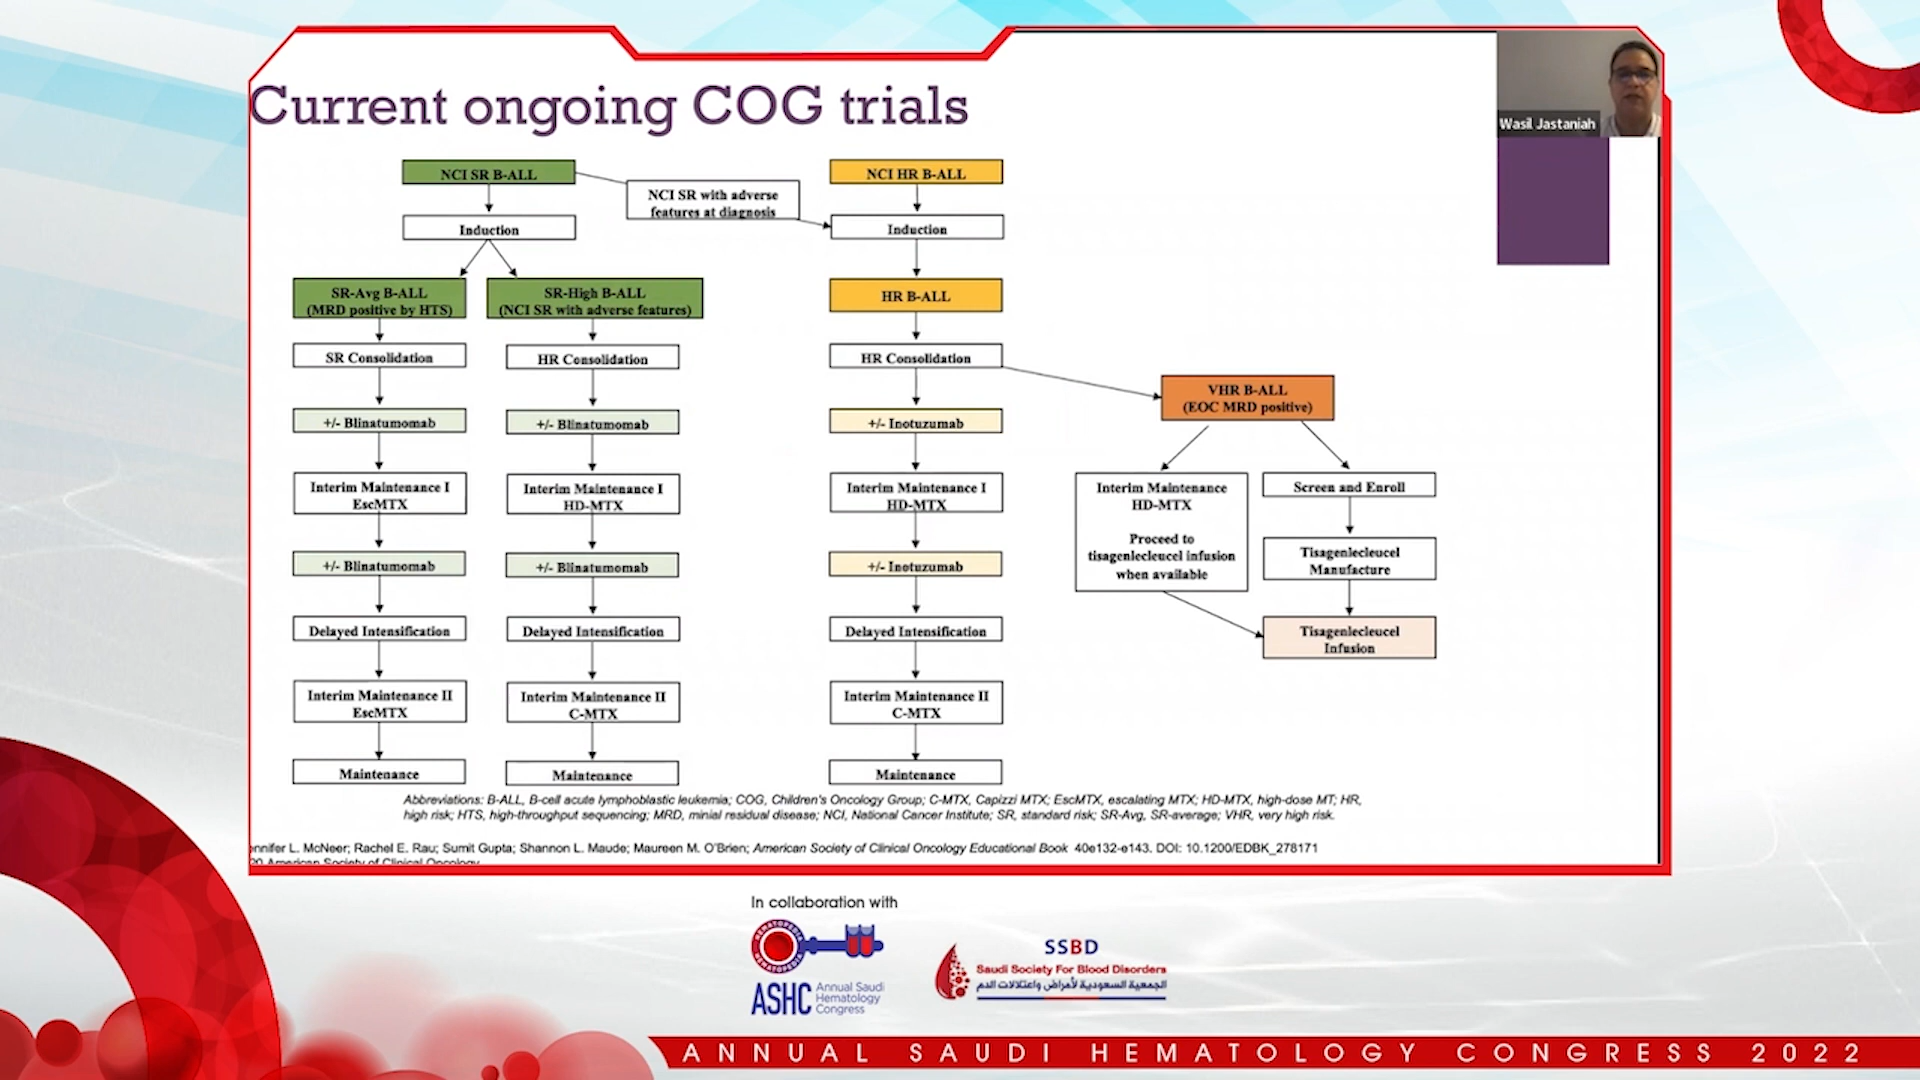 Current ongoing COG trials
Wasil Jastaniah
NCI SR B-ALL
NCI SR with adverse
features at diagnosis
NCI HR B-ALL
Induction
Induction
SR-Avg B-ALL
(MRD positive by HTS)
SR-High B-ALL
(NCI SR with adverse features)
HR B-ALL
SR Consolidation
HR Consolidation
HR Consolidation
VHR B-ALL
(EOC MRD positive)
+/- Blinatumomab
+/- Blinatumomab
+/- Inotuzumab
Interim Maintenance I
EscMTX
Interim Maintenance I
HD-MTX
Interim Maintenance I
HD-MTX
Interim Maintenance
HD-MTX
Proceed to
tisagenlecleucel infusion
when available
Screen and Enroll
Tisagenlecleucel
Manufacture
+/- Blinatumomab
+/- Blinatumomab
+/- Inotuzumab
Delayed Intensification
Delayed Intensification
Delayed Intensification
Tisagenlecleucel
Infusion
Interim Maintenance II
EscMTX
Interim Maintenance II
C-MTX
Interim Maintenance II
C-MTX
Maintenance
Maintenance
Maintenance
Abbreviations: B-ALL, B-cell acute lymphoblastic leukemia; COG, Children's Oncology Group; C-MTX, Capizzi MTX; EscMTX, escalating MTX; HD-MTX, high-dose MT; HR,
high risk; HTS, high-throughput sequencing; MRD, minial residual disease; NCI, National Cancer Institute; SR, standard risk; SR-Avg, SR-average; VHR, very high risk.
ennifer L. McNeer; Rachel E. Rau; Sumit Gupta; Shannon L. Maude; Maureen M. O'Brien; American Society of Clinical Oncology Educational Book 40e132-e143. DOI: 10.1200/EDBK_278171
20 American Society of Clinical Oncology
In collaboration with
HEMATOPEDIA
HEMATOPEDIA
ASHC Annual Saudi
Hematology
Congress
SSBD
Saudi Society For Blood Disorders
الجمعية السعودية لأمراض واعتلالات الدم
ANNUAL SAUDI HEMATOLOGY CONGRESS 2022